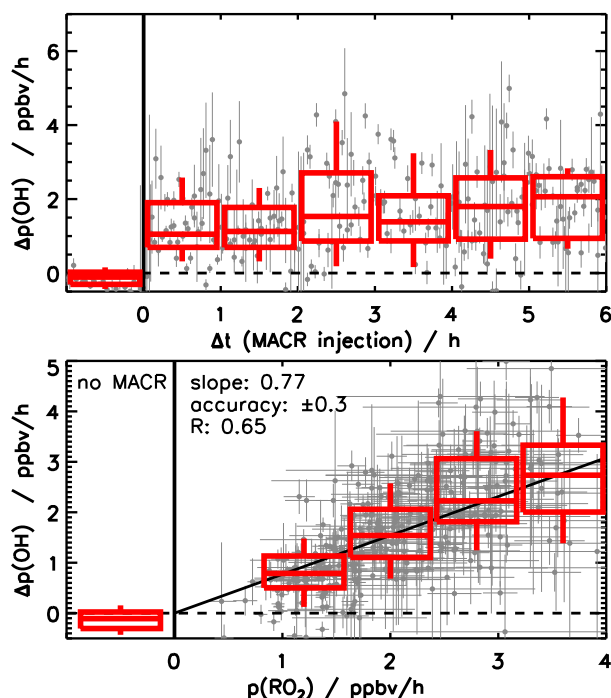 6
4
2
0
Δp(OH) / ppbv/h
0 1 2 3 4 5 6
Δt (MACR injection) / h
5
4
3
2
1
0
Δp(OH) / ppbv/h
no MACR
slope: 0.77
accuracy: ±0.3
R: 0.65
0 1 2 3 4
p(RO₂) / ppbv/h